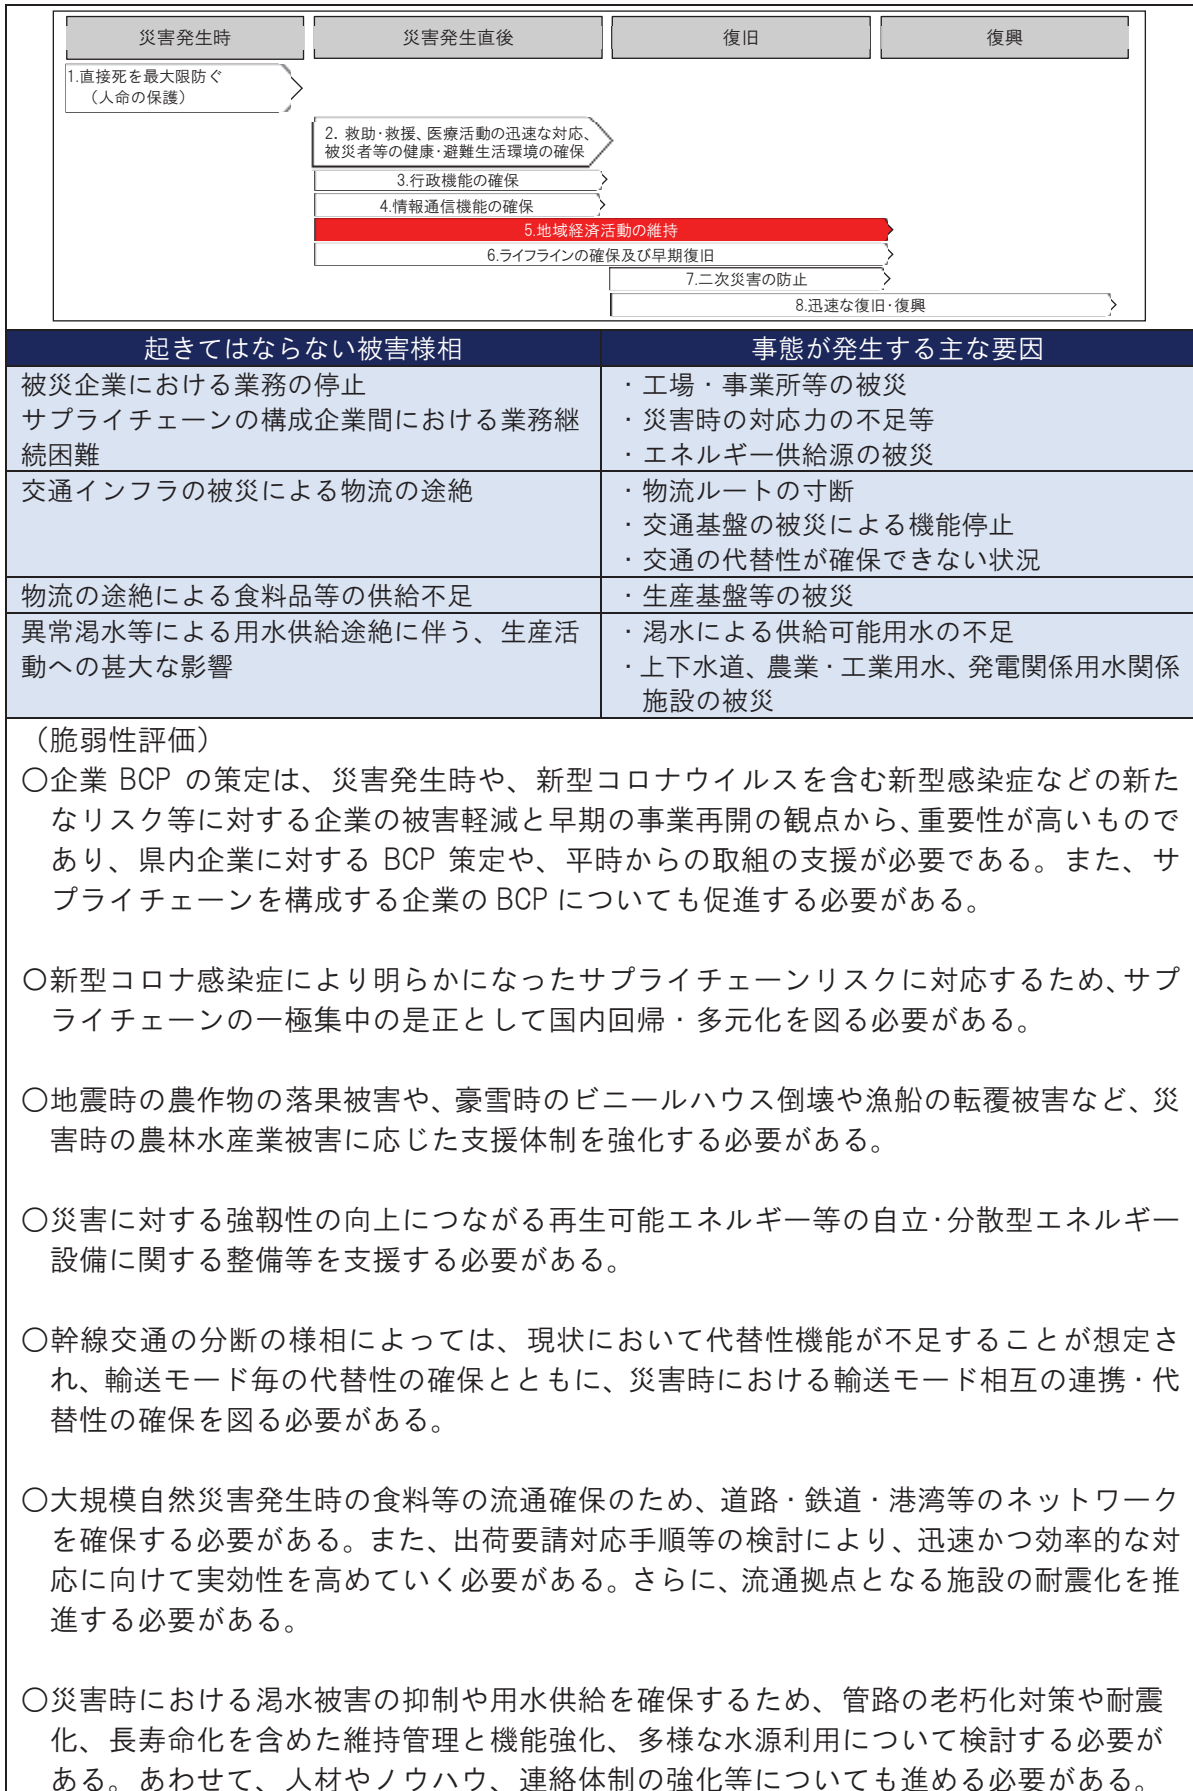 災害発生時
災害発生直後
復旧
復興
1.直接死を最大限防ぐ
（人命の保護）
2. 救助･救援、医療活動の迅速な対応、
被災者等の健康･避難生活環境の確保
3.行政機能の確保
4.情報通信機能の確保
5.地域経済活動の維持
6.ライフラインの確保及び早期復旧
7.二次災害の防止
8.迅速な復旧･復興
起きてはならない被害様相
事態が発生する主な要因
被災企業における業務の停止
サプライチェーンの構成企業間における業務継
続困難
・工場・事業所等の被災
・災害時の対応力の不足等
・エネルギー供給源の被災
交通インフラの被災による物流の途絶
・物流ルートの寸断
・交通基盤の被災による機能停止
・交通の代替性が確保できない状況
物流の途絶による食料品等の供給不足
・生産基盤等の被災
異常渇水等による用水供給途絶に伴う、生産活
動への甚大な影響
・渇水による供給可能用水の不足
・上下水道、農業・工業用水、発電関係用水関係
施設の被災
（脆弱性評価）
〇企業 BCP の策定は、災害発生時や、新型コロナウイルスを含む新型感染症などの新た
なリスク等に対する企業の被害軽減と早期の事業再開の観点から、重要性が高いもので
あり、県内企業に対する BCP 策定や、平時からの取組の支援が必要である。また、サ
プライチェーンを構成する企業の BCP についても促進する必要がある。
〇新型コロナ感染症により明らかになったサプライチェーンリスクに対応するため、サプ
ライチェーンの一極集中の是正として国内回帰・多元化を図る必要がある。
〇地震時の農作物の落果被害や、豪雪時のビニールハウス倒壊や漁船の転覆被害など、災
害時の農林水産業被害に応じた支援体制を強化する必要がある。
〇災害に対する強靱性の向上につながる再生可能エネルギー等の自立･分散型エネルギー
設備に関する整備等を支援する必要がある。
〇幹線交通の分断の様相によっては、現状において代替性機能が不足することが想定さ
れ、輸送モード毎の代替性の確保とともに、災害時における輸送モード相互の連携・代
替性の確保を図る必要がある。
〇大規模自然災害発生時の食料等の流通確保のため、道路・鉄道・港湾等のネットワーク
を確保する必要がある。また、出荷要請対応手順等の検討により、迅速かつ効率的な対
応に向けて実効性を高めていく必要がある。さらに、流通拠点となる施設の耐震化を推
進する必要がある。
〇災害時における渇水被害の抑制や用水供給を確保するため、管路の老朽化対策や耐震
化、長寿命化を含めた維持管理と機能強化、多様な水源利用について検討する必要が
ある。あわせて、人材やノウハウ、連絡体制の強化等についても進める必要がある。